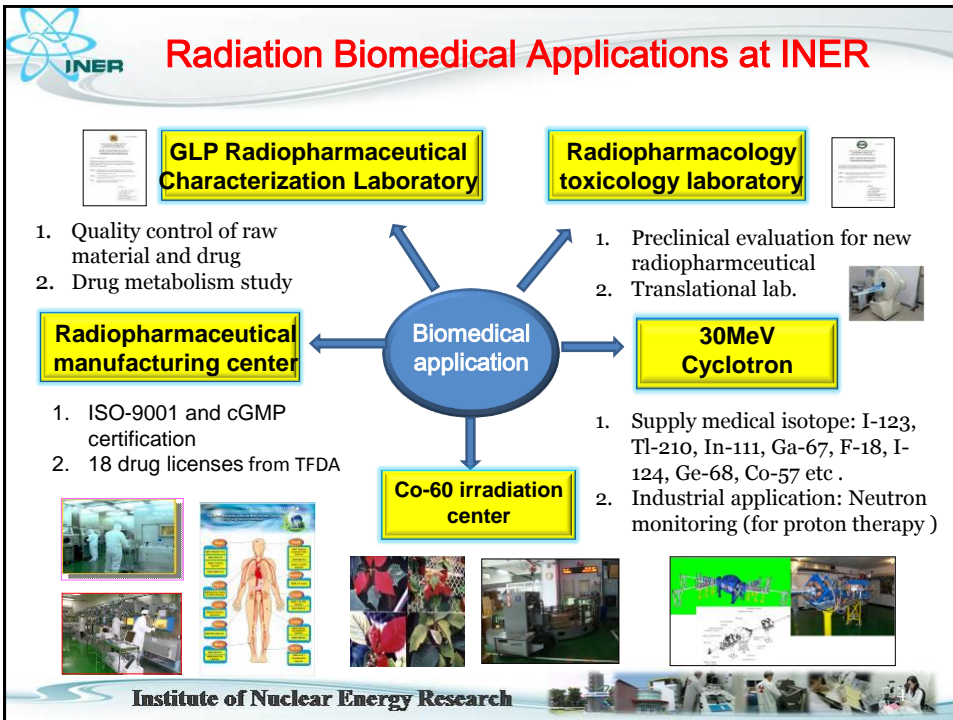 INER
Radiation Biomedical Applications at INER
GLP Radiopharmaceutical
Characterization Laboratory
Radiopharmacology
toxicology laboratory
1. Quality control of raw
material and drug
2. Drug metabolism study
1. Preclinical evaluation for new
radiopharmceutical
2. Translational lab.
Radiopharmaceutical
manufacturing center
Biomedical
application
30MeV
Cyclotron
1. ISO-9001 and cGMP
certification
2. 18 drug licenses from TFDA
1. Supply medical isotope: I-123,
Tl-210, In-111, Ga-67, F-18, I-
124, Ge-68, Co-57 etc .
2. Industrial application: Neutron
monitoring (for proton therapy )
Co-60 irradiation
center
Institute of Nuclear Energy Research
4